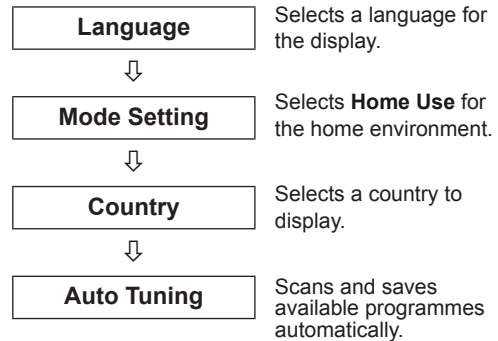 Language
Selects a language for
the display.
Mode Setting
Selects Home Use for
the home environment.
Country
Selects a country to
display.
Auto Tuning
Scans and saves
available programmes
automatically.